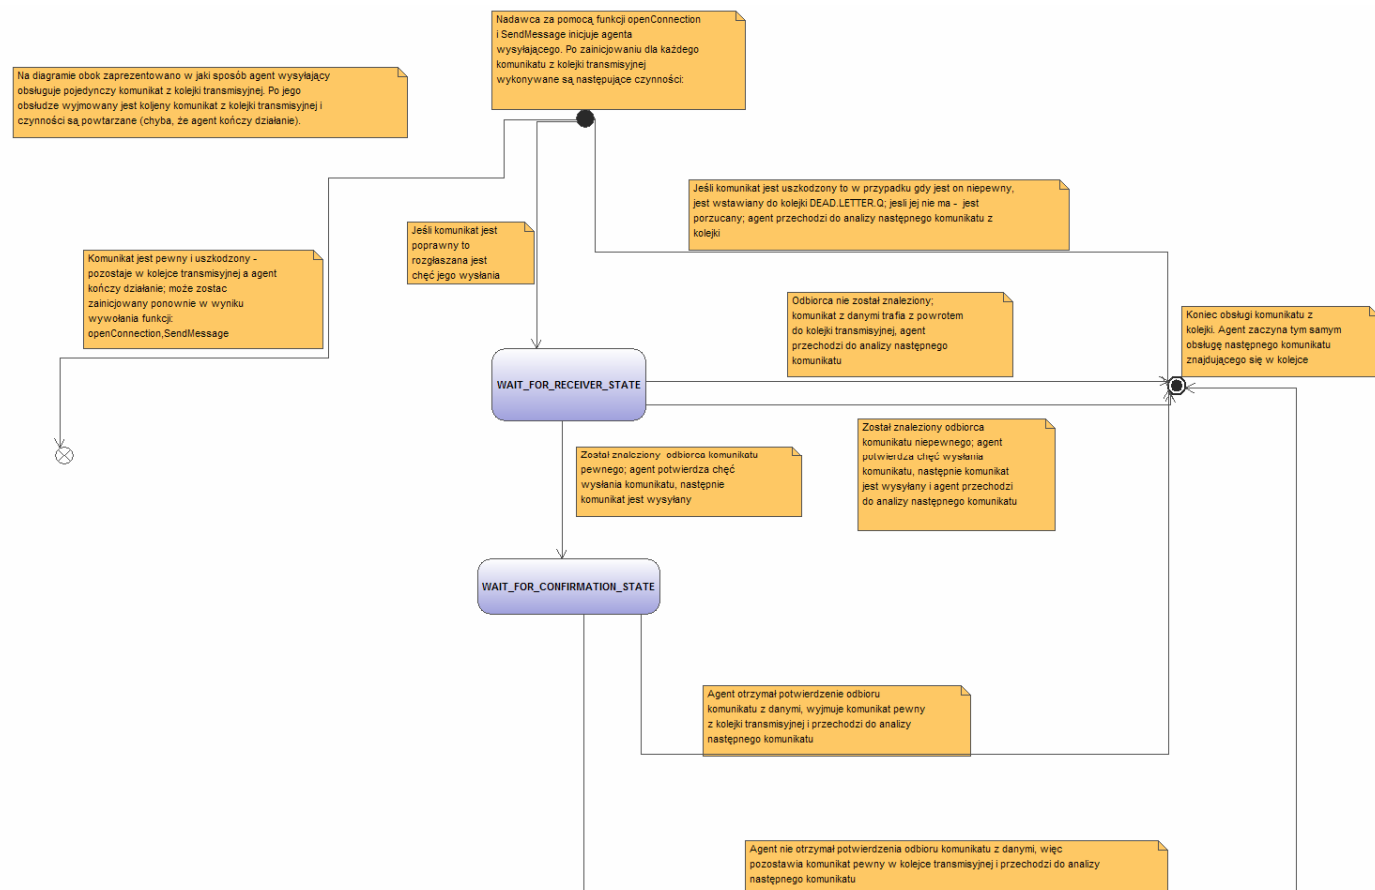 Nadawca za pomocą funkcji openConnection
i SendMessage inicjuje agenta
wysyłającego. Po zainicjowaniu dla każdego
komunikatu z kolejki transmisyjnej
wykonywane są następujące czynności:
Na diagramie obok zaprezentowano w jaki sposób agent wysyłający
obsługuje pojedynczy komunikat z kolejki transmisyjnej. Po jego
obsłudze wyjmowany jest koljeny komunikat z kolejki transmisyjnej i
czynności są powtarzane (chyba, że agent kończy działanie).
Jeśli komunikat jest uszkodzony to w przypadku gdy jest on niepewny,
jest wstawiany do kolejki DEAD.LETTER.Q; jesli jej nie ma - jest
porzucany; agent przechodzi do analizy następnego komunikatu z
kolejki
Jeśli komunikat jest
poprawny to
rozgłaszana jest
chęć jego wysłania
Komunikat jest pewny i uszkodzony -
pozostaje w kolejce transmisyjnej a agent
kończy działanie; może zostac
zainicjowany ponownie w wyniku
wywołania funkcji:
openConnection,SendMessage
Odbiorca nie został znaleziony;
komunikat z danymi trafia z powrotem
do kolejki transmisyjnej, agent
przechodzi do analizy następnego
komunikatu
Koniec obsługi komunikatu z
kolejki. Agent zaczyna tym samym
obsługę następnego komunikatu
znajdującego się w kolejce
WAIT_FOR_RECEIVER_STATE
Został znaleziony odbiorca
komunikatu niepewnego; agent
potwierdza chęć wysłania
komunikatu, następnie komunikat
jest wysyłany i agent przechodzi
do analizy następnego komunikatu
Został znaleziony odbiorca komunikatu
pewnego; agent potwierdza chęć
wysłania komunikatu, następnie
komunikat jest wysyłany
WAIT_FOR_CONFIRMATION_STATE
Agent otrzymał potwierdzenie odbioru
komunikatu z danymi, wyjmuje komunikat pewny
z kolejki transmisyjnej i przechodzi do analizy
następnego komunikatu
Agent nie otrzymał potwierdzenia odbioru komunikatu z danymi, więc
pozostawia komunikat pewny w kolejce transmisyjnej i przechodzi do analizy
następnego komunikatu